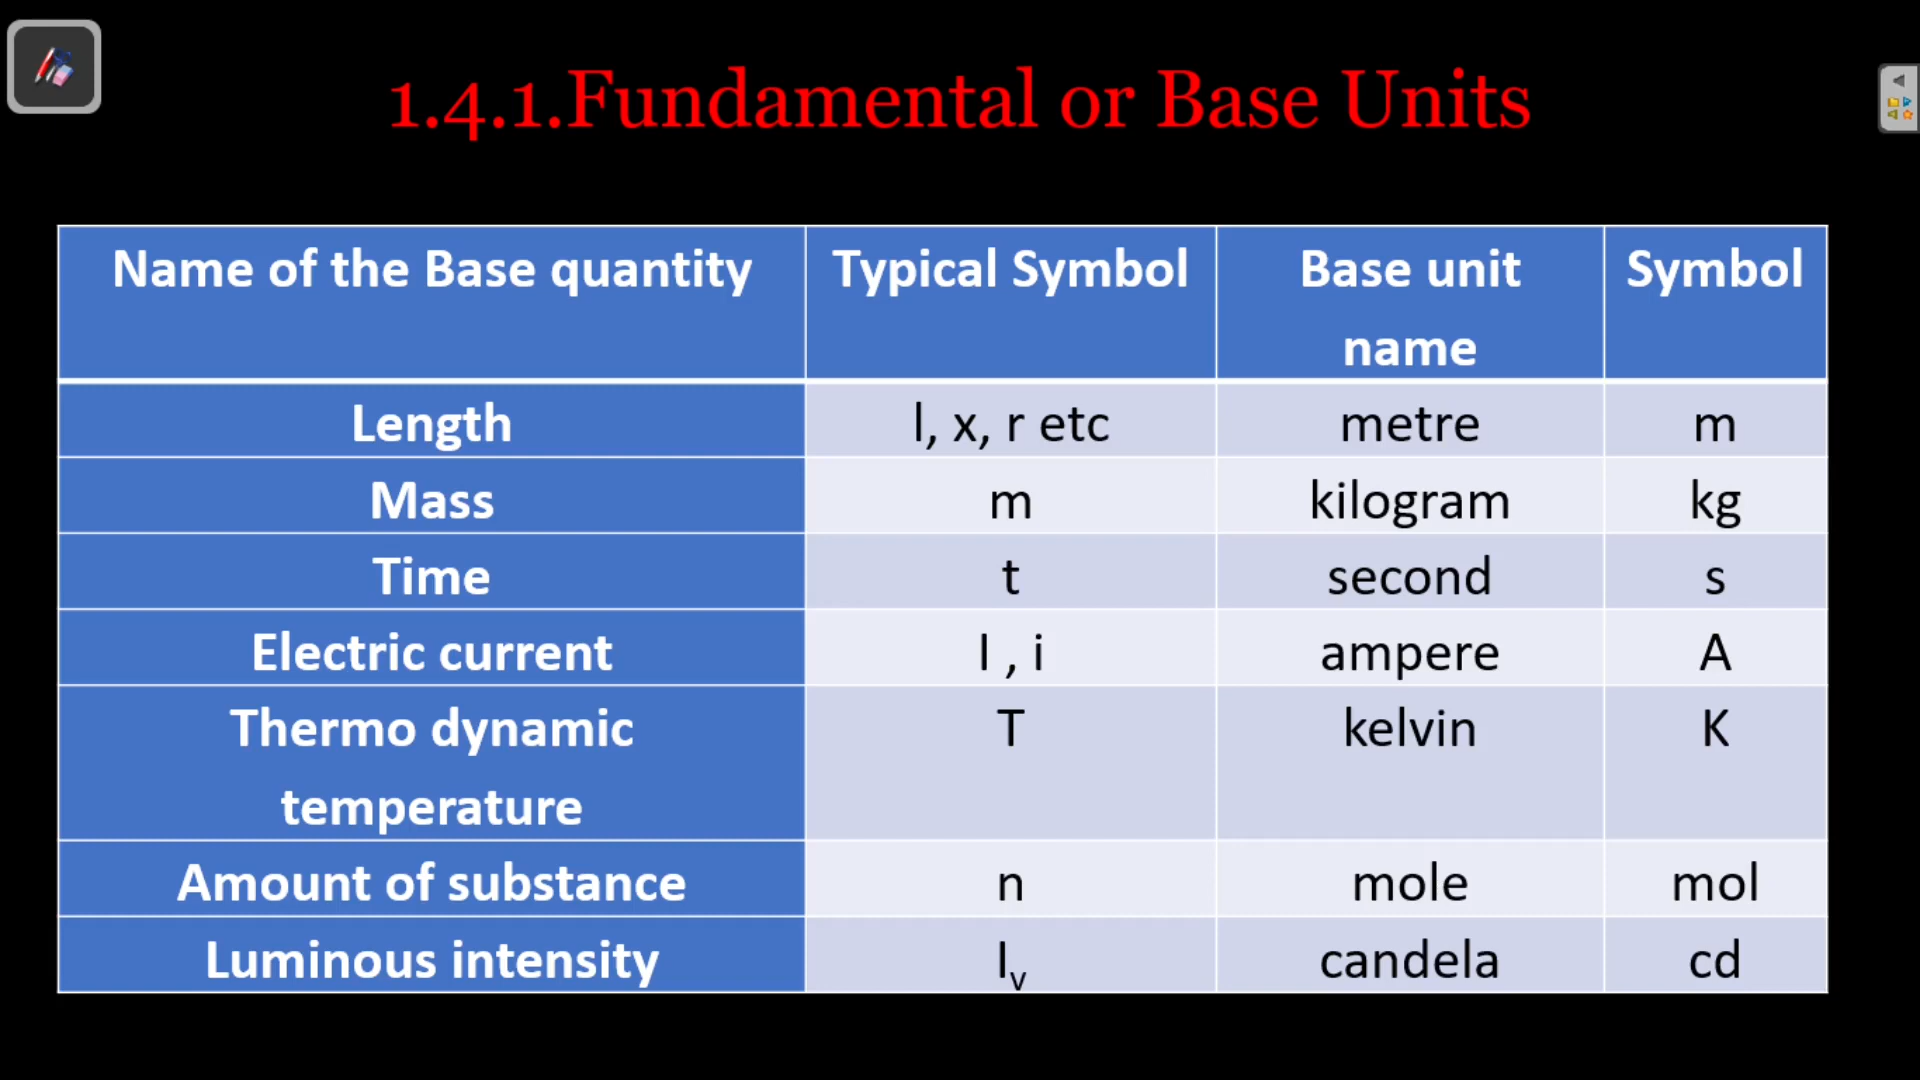 1.4.1.Fundamental or Base Units
Name of the Base quantity Typical Symbol Base unit name Symbol
Length l, x, r etc metre m
Mass m kilogram kg
Time t second s
Electric current I , i ampere A
Thermo dynamic temperature T kelvin K
Amount of substance n mole mol
Luminous intensity Iv candela cd